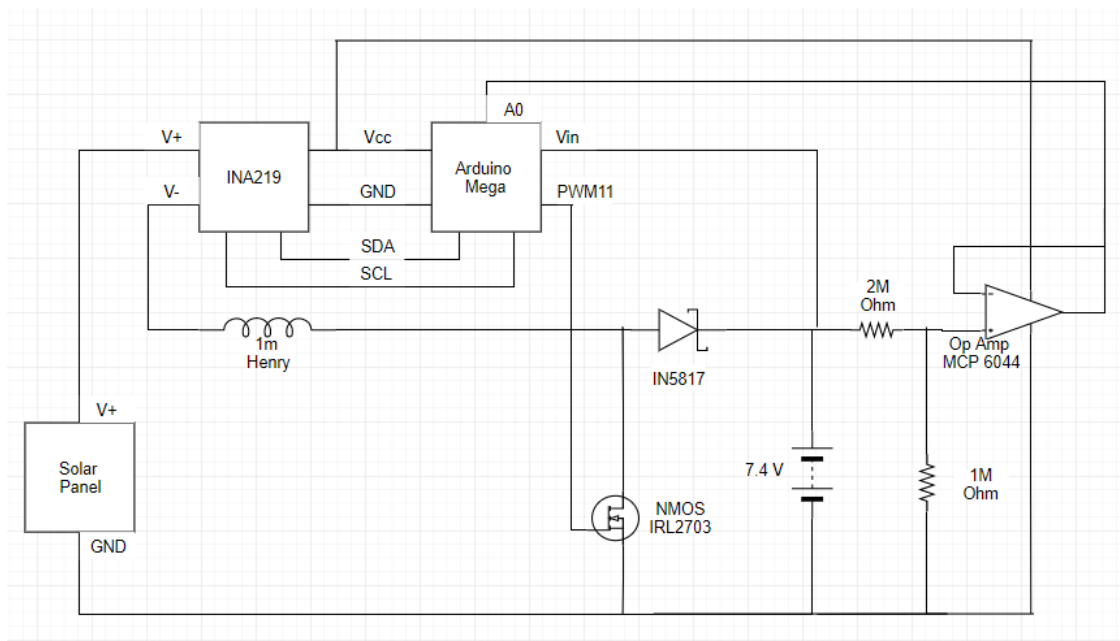 A0
V+
Vcc
Vin
INA219
Arduino
Mega
V-
GND
PWM11
SDA
SCL
2M
Ohm
1m
Henry
IN5817
Op Amp
MCP 6044
V+
Solar
Panel
7.4 V
1M
Ohm
NMOS
IRL2703
GND